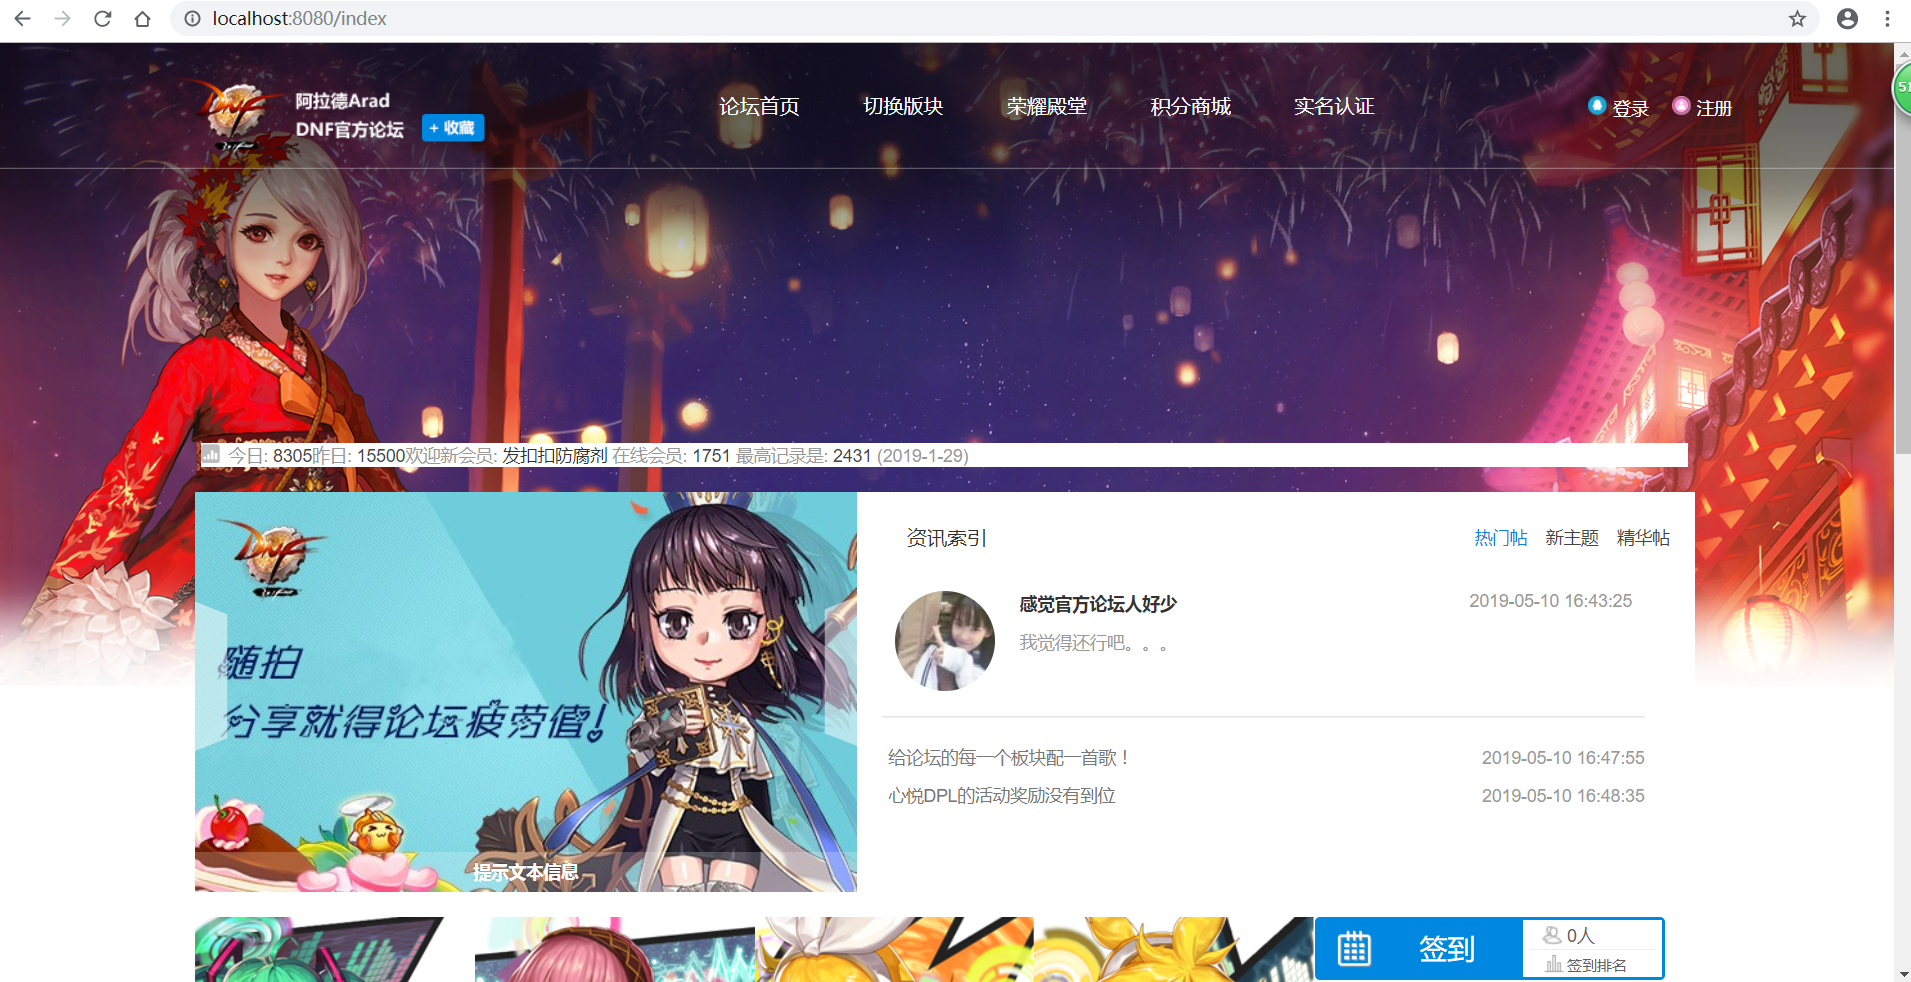 localhost:8080/index
阿拉德Arad
DNF官方论坛
+ 收藏
论坛首页 切换版块 荣耀殿堂 积分商城 实名认证
登录 注册
51
今日: 8305昨日: 15500欢迎新会员: 发扣扣防腐剂 在线会员: 1751 最高记录是: 2431 (2019-1-29)
DNF
随拍
分享就得论坛疲劳值!
提示文本信息
资讯索引
热门帖 新主题 精华帖
感觉官方论坛人好少 2019-05-10 16:43:25
我觉得还行吧。。。
给论坛的每一个板块配一首歌！ 2019-05-10 16:47:55
心悦DPL的活动奖励没有到位 2019-05-10 16:48:35
签到
0人
签到排名